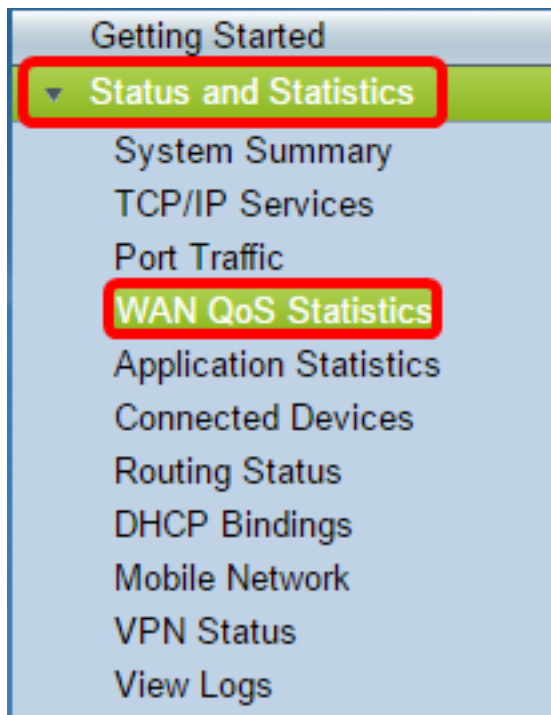 Getting Started
Status and Statistics
System Summary
TCP/IP Services
Port Traffic
WAN QoS Statistics
Application Statistics
Connected Devices
Routing Status
DHCP Bindings
Mobile Network
VPN Status
View Logs